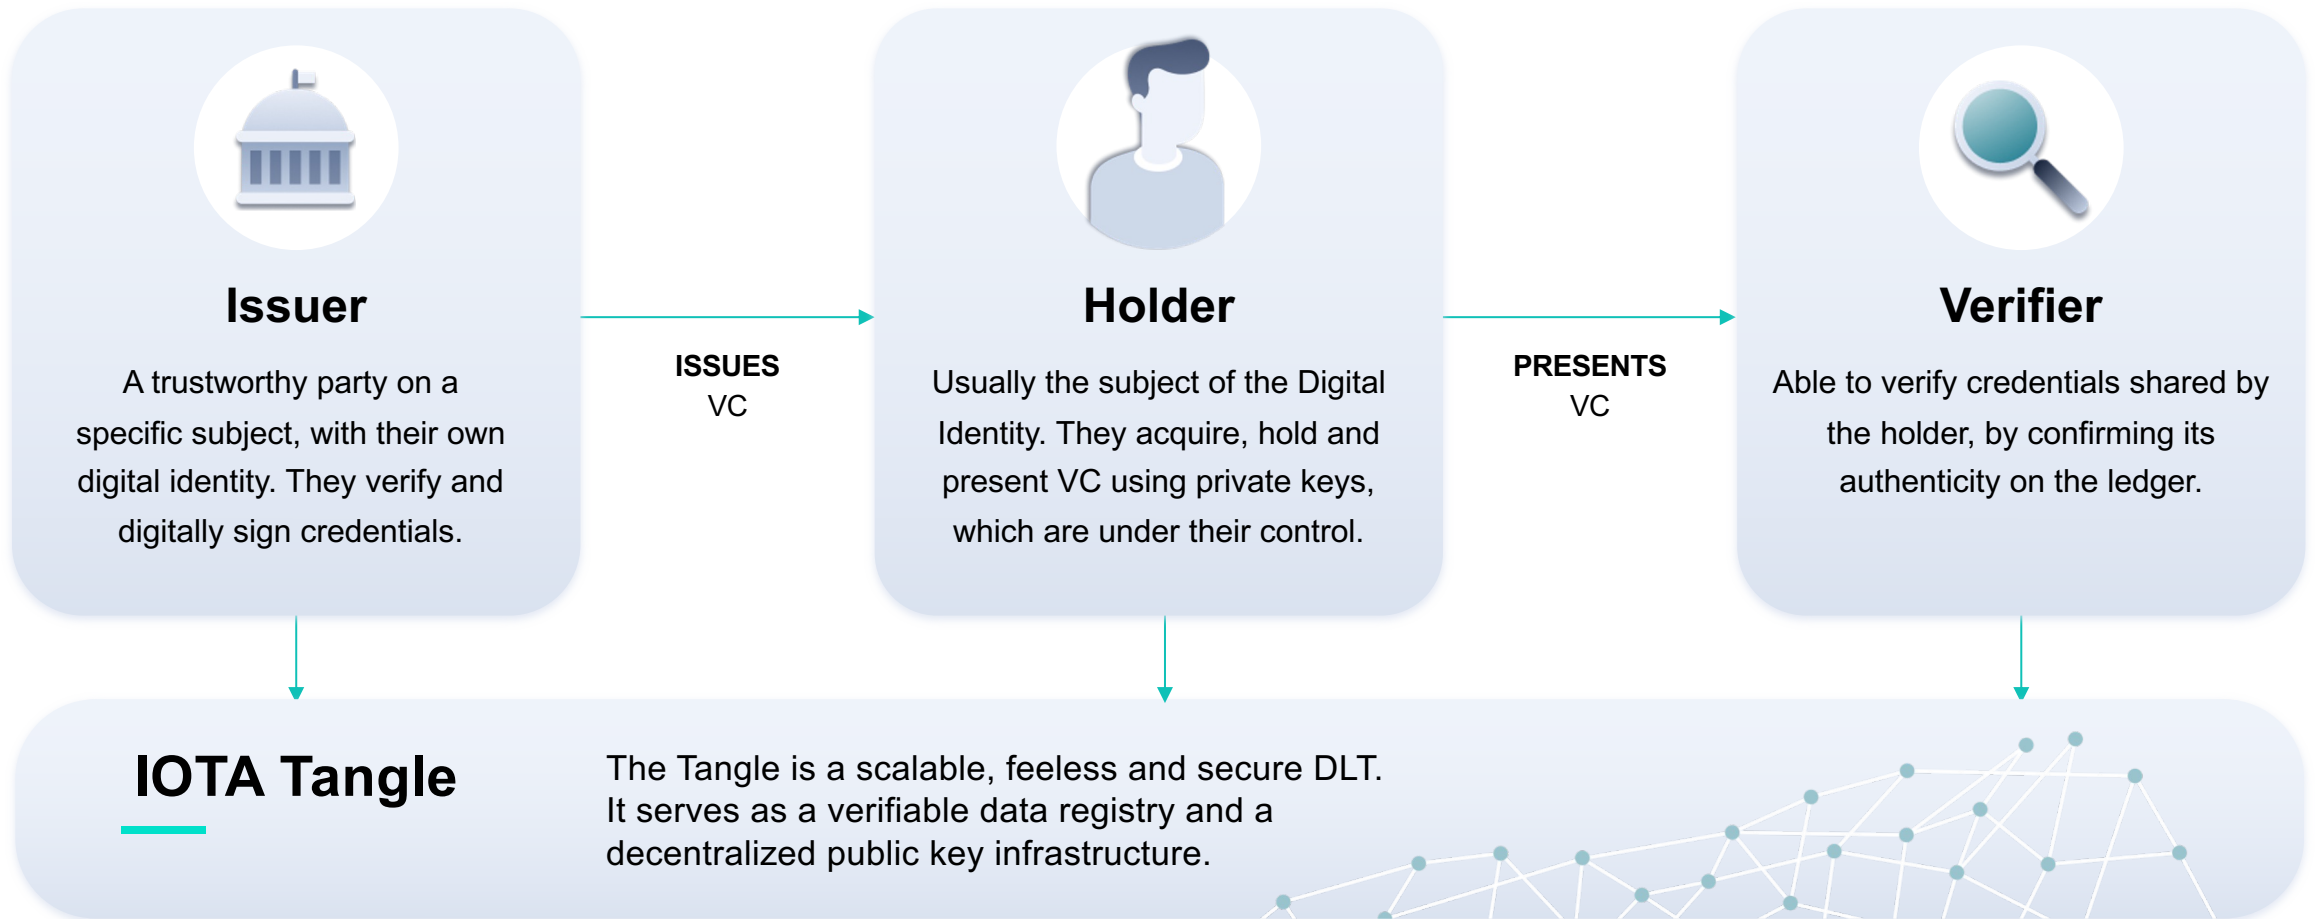 Issuer
A trustworthy party on a
specific subject, with their own
digital identity. They verify and
digitally sign credentials.
ISSUES
VC
Holder
Usually the subject of the Digital
Identity. They acquire, hold and
present VC using private keys,
which are under their control.
PRESENTS
VC
Verifier
Able to verify credentials shared by
the holder, by confirming its
authenticity on the ledger.
IOTA Tangle
The Tangle is a scalable, feeless and secure DLT.
It serves as a verifiable data registry and a
decentralized public key infrastructure.